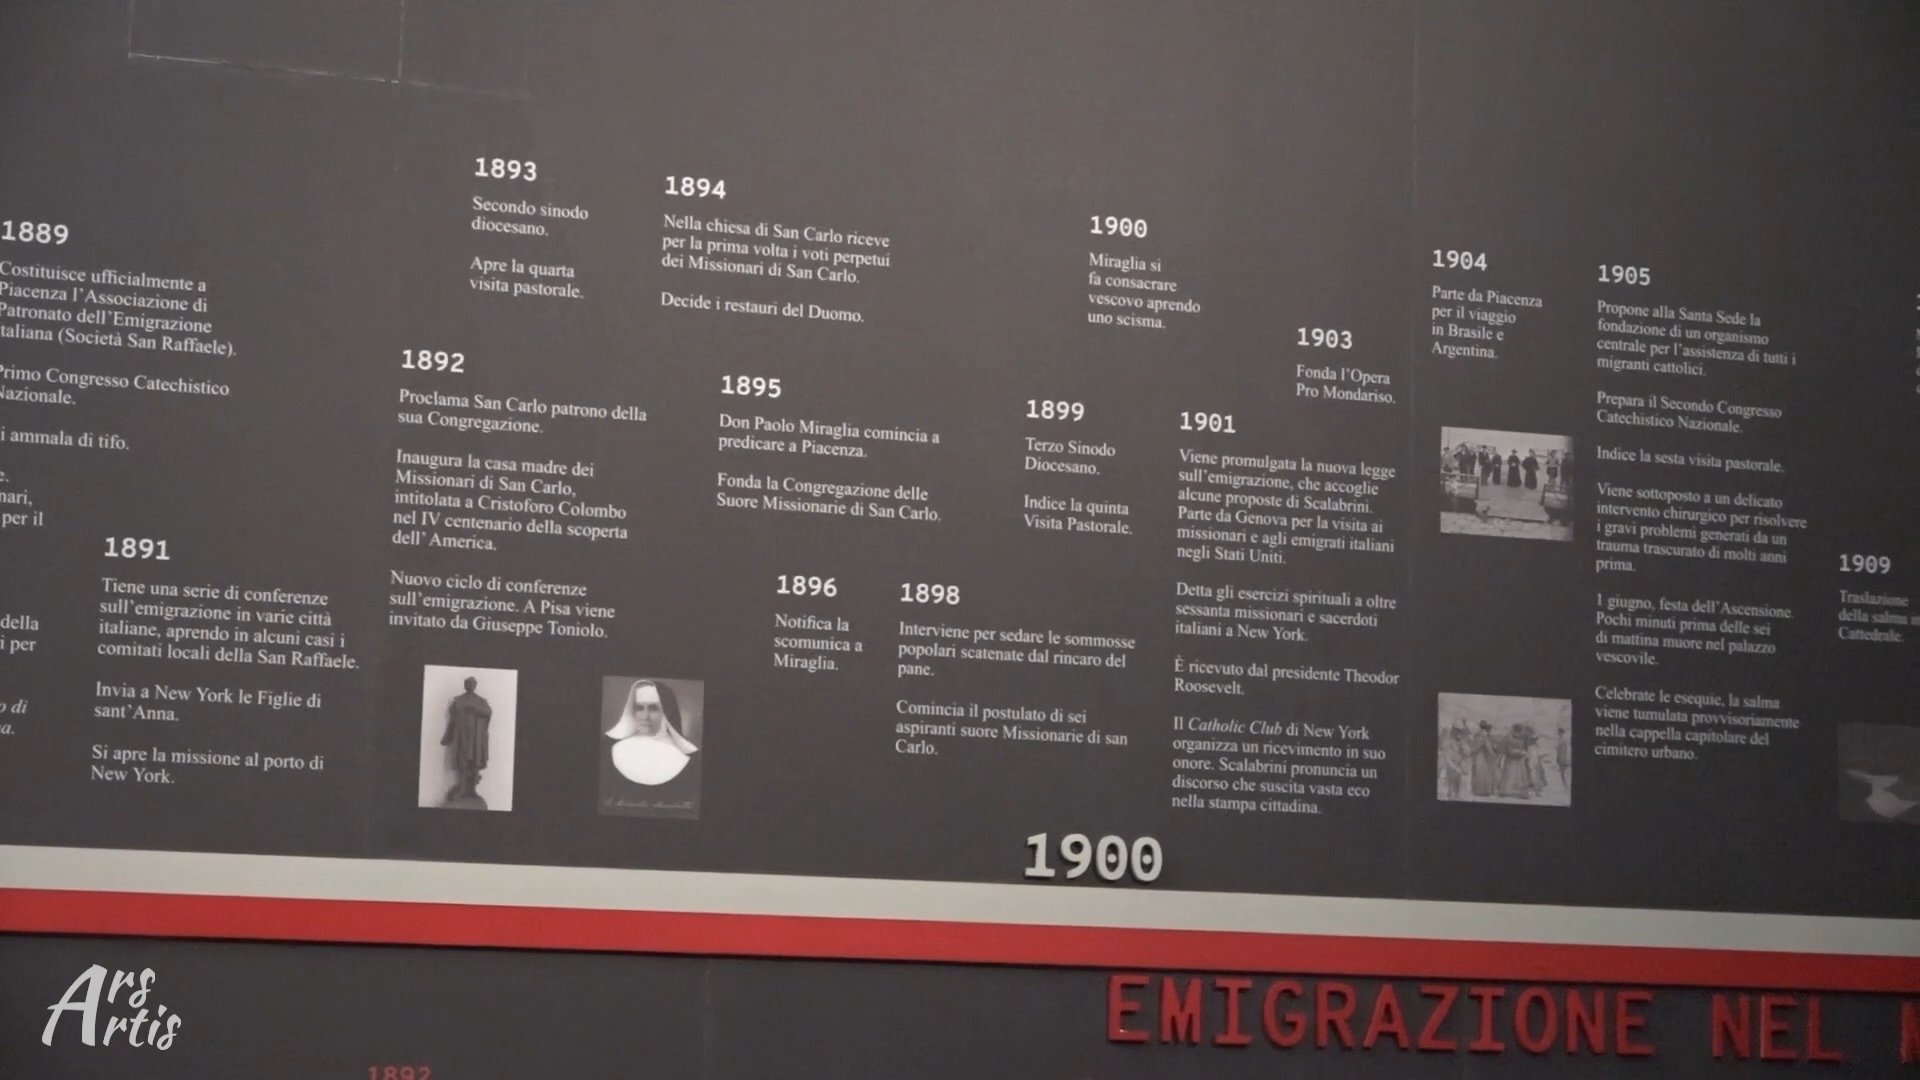 1889
Costituisce ufficialmente a
Piacenza l'Associazione di
Patronato dell'Emigrazione
taliana (Società San Raffaele).
Primo Congresso Catechistico
Nazionale.
i ammala di tifo.
e.
nari,
per il
della
i per
o di
a.
1891
Tiene una serie di conferenze
sull'emigrazione in varie città
italiane, aprendo in alcuni casi i
comitati locali della San Raffaele.
Invia a New York le Figlie di
sant'Anna.
Si apre la missione al porto di
New York.
1892
Proclama San Carlo patrono della
sua Congregazione.
Inaugura la casa madre dei
Missionari di San Carlo,
intitolata a Cristoforo Colombo
nel IV centenario della scoperta
dell'America.
Nuovo ciclo di conferenze
sull'emigrazione. A Pisa viene
invitato da Giuseppe Toniolo.
1893
Secondo sinodo
diocesano.
Apre la quarta
visita pastorale.
1894
Nella chiesa di San Carlo riceve
per la prima volta i voti perpetui
dei Missionari di San Carlo.
Decide i restauri del Duomo.
1895
Don Paolo Miraglia comincia a
predicare a Piacenza.
Fonda la Congregazione delle
Suore Missionarie di San Carlo.
1896
Notifica la
scomunica a
Miraglia.
1898
Interviene per sedare le sommosse
popolari scatenate dal rincaro del
pane.
Comincia il postulato di sei
aspiranti suore Missionarie di san
Carlo.
1899
Terzo Sinodo
Diocesano.
Indice la quinta
Visita Pastorale.
1900
Miraglia si
fa consacrare
vescovo aprendo
uno scisma.
1901
Viene promulgata la nuova legge
sull'emigrazione, che accoglie
alcune proposte di Scalabrini.
Parte da Genova per la visita ai
missionari e agli emigrati italiani
negli Stati Uniti.
Detta gli esercizi spirituali a oltre
sessanta missionari e sacerdoti
italiani a New York.
È ricevuto dal presidente Theodor
Roosevelt.
Il Catholic Club di New York
organizza un ricevimento in suo
onore. Scalabrini pronuncia un
discorso che suscita vasta eco
nella stampa cittadina.
1903
Fonda l'Opera
Pro Mondariso.
1904
Parte da Piacenza
per il viaggio
in Brasile e
Argentina.
1905
Propone alla Santa Sede la
fondazione di un organismo
centrale per l'assistenza di tutti i
migranti cattolici.
Prepara il Secondo Congresso
Catechistico Nazionale.
Indice la sesta visita pastorale.
Viene sottoposto a un delicato
intervento chirurgico per risolvere
i gravi problemi generati da un
trauma trascurato di molti anni
prima.
1 giugno, festa dell'Ascensione.
Pochi minuti prima delle sei
di mattina muore nel palazzo
vescovile.
Celebrate le esequie, la salma
viene tumulata provvisoriamente
nella cappella capitolare del
cimitero urbano.
1909
Traslazione
della salma
Cattedrale.
1900
EMIGRAZIONE NEL
1892
Ars
Artis